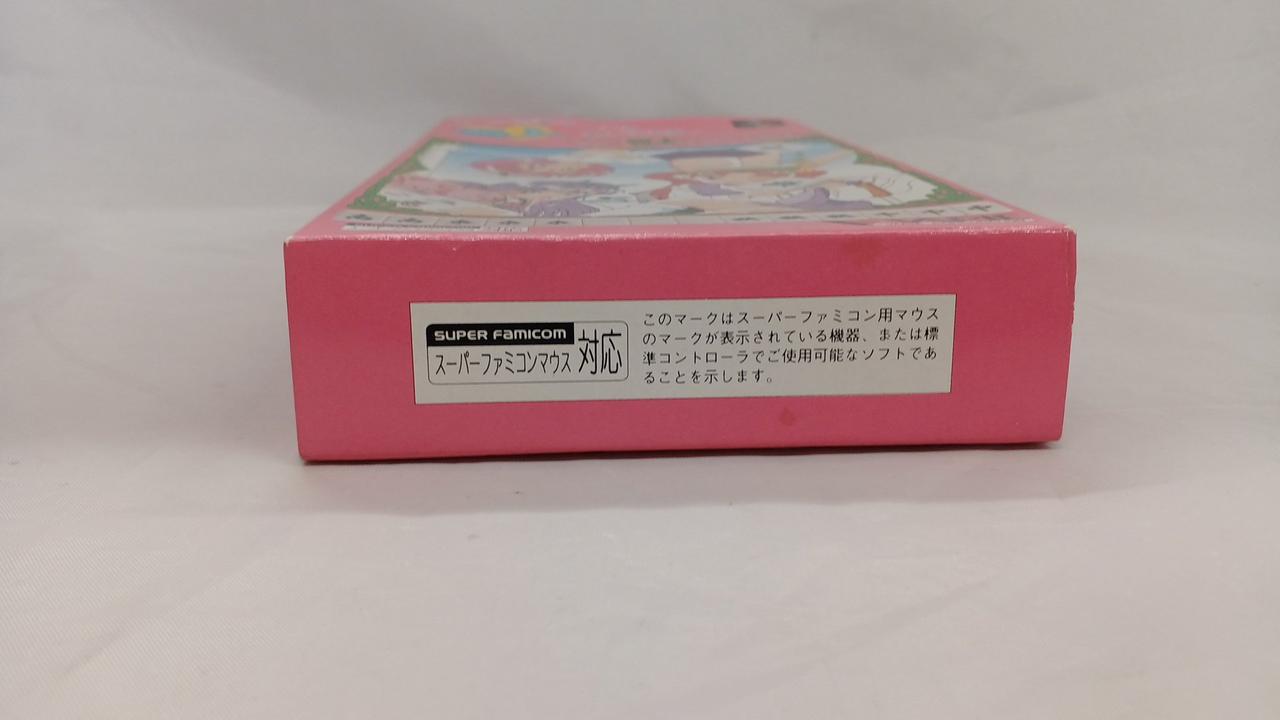 SUPER FAMICOM
スーパーファミコンマウス 対応
このマークはスーパーファミコン用マウス
のマークが表示されている機器、または標
準コントローラでご使用可能なソフトであ
ることを示します。